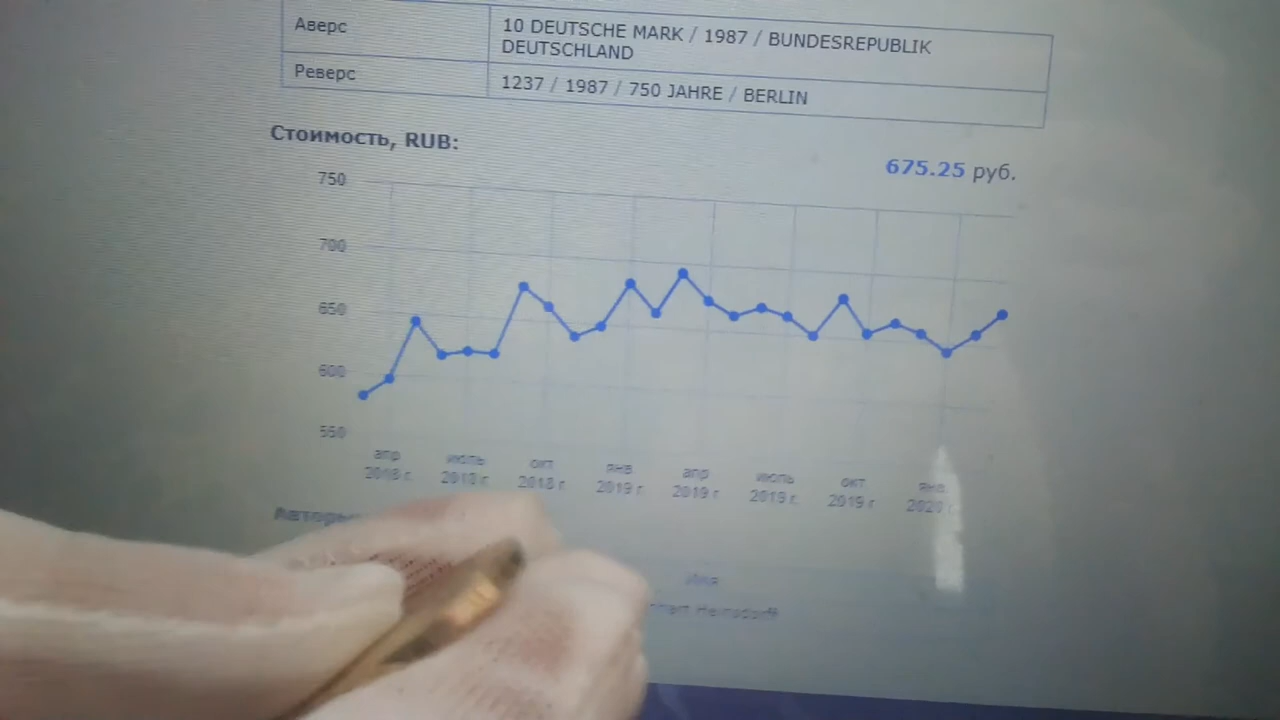 Аверс
10 DEUTSCHE MARK / 1987 / BUNDESREPUBLIK
DEUTSCHLAND
Реверс
1237 / 1987 / 750 JAHRE / BERLIN
Стоимость, RUB:
675.25 руб.
750
700
650
600
550
апр июль окт янв апр июль окт янв
2018 г. 2018 г. 2018 г. 2019 г. 2019 г. 2019 г. 2019 г. 2020 г.
Имя
Heinsdorff